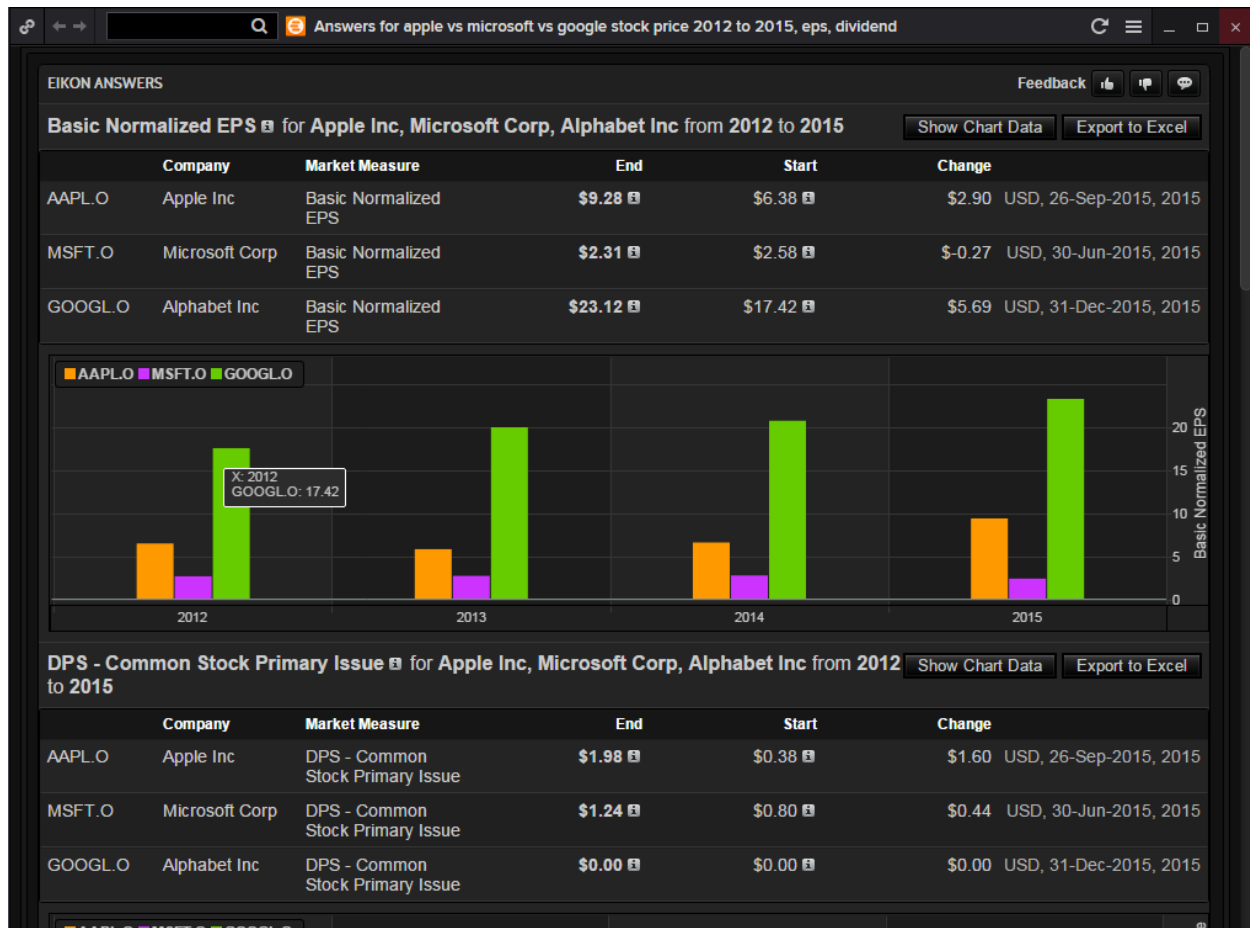 Answers for apple vs microsoft vs google stock price 2012 to 2015, eps, dividend
EIKON ANSWERS Feedback
Basic Normalized EPS for Apple Inc, Microsoft Corp, Alphabet Inc from 2012 to 2015 Show Chart Data Export to Excel
Company Market Measure End Start Change
AAPL.O Apple Inc Basic Normalized EPS $9.28 $6.38 $2.90 USD, 26-Sep-2015, 2015
MSFT.O Microsoft Corp Basic Normalized EPS $2.31 $2.58 $-0.27 USD, 30-Jun-2015, 2015
GOOGL.O Alphabet Inc Basic Normalized EPS $23.12 $17.42 $5.69 USD, 31-Dec-2015, 2015
AAPL.O MSFT.O GOOGL.O
X: 2012
GOOGL.O: 17.42
20
15
10
5
0
Basic Normalized EPS
2012 2013 2014 2015
DPS - Common Stock Primary Issue for Apple Inc, Microsoft Corp, Alphabet Inc from 2012 Show Chart Data Export to Excel
to 2015
Company Market Measure End Start Change
AAPL.O Apple Inc DPS - Common Stock Primary Issue $1.98 $0.38 $1.60 USD, 26-Sep-2015, 2015
MSFT.O Microsoft Corp DPS - Common Stock Primary Issue $1.24 $0.80 $0.44 USD, 30-Jun-2015, 2015
GOOGL.O Alphabet Inc DPS - Common Stock Primary Issue $0.00 $0.00 $0.00 USD, 31-Dec-2015, 2015
AAPL.O MSFT.O GOOGL.O